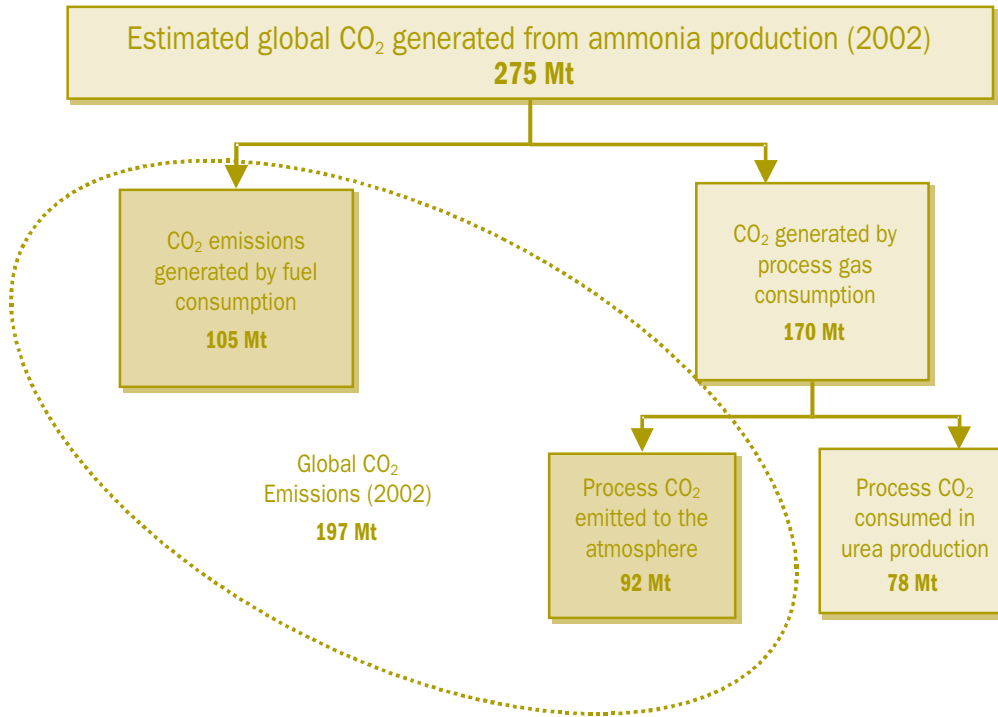 Estimated global CO₂ generated from ammonia production (2002)
275 Mt
CO₂ emissions
generated by fuel
consumption
105 Mt
CO₂ generated by
process gas
consumption
170 Mt
Global CO₂
Emissions (2002)
197 Mt
Process CO₂
emitted to the
atmosphere
92 Mt
Process CO₂
consumed in
urea production
78 Mt